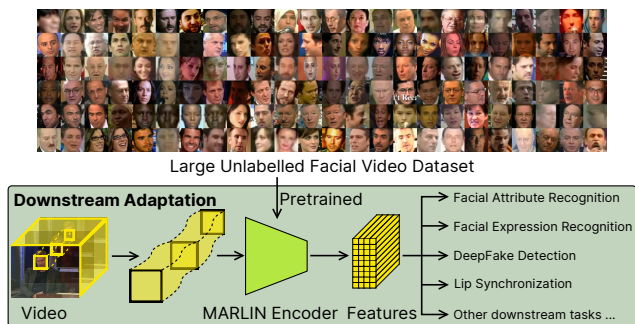 Large Unlabelled Facial Video Dataset
Downstream Adaptation
Pretrained
Facial Attribute Recognition
Facial Expression Recognition
DeepFake Detection
Lip Synchronization
Other downstream tasks ...
Video
MARLIN Encoder
Features